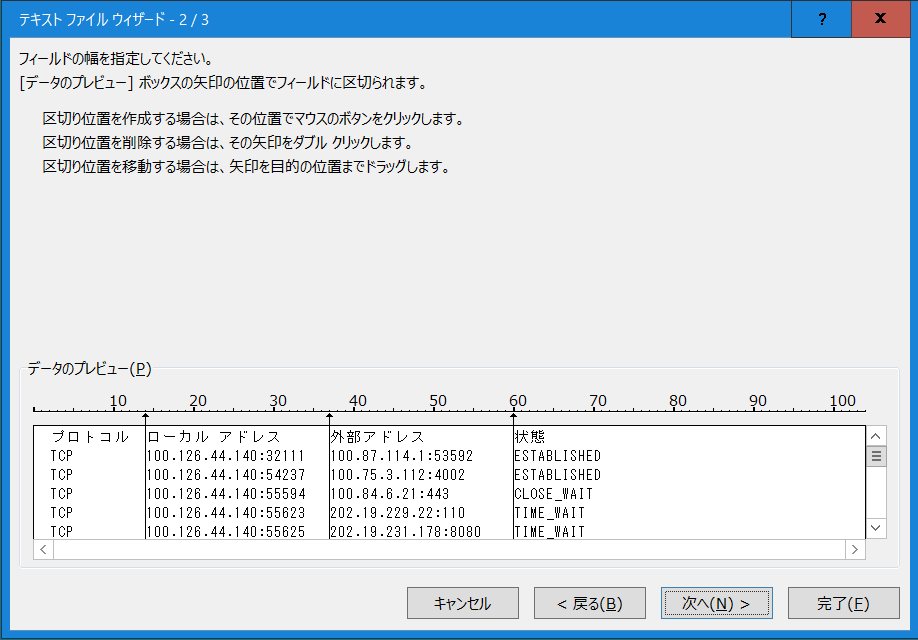 テキスト ファイル ウィザード - 2 / 3
? x
フィールドの幅を指定してください。
[データのプレビュー] ボックスの矢印の位置でフィールドに区切られます。
区切り位置を作成する場合は、その位置でマウスのボタンをクリックします。
区切り位置を削除する場合は、その矢印をダブル クリックします。
区切り位置を移動する場合は、矢印を目的の位置までドラッグします。
データのプレビュー(P)
10 20 30 40 50 60 70 80 90 100
プロトコル ローカル アドレス 外部アドレス 状態
TCP 100.126.44.140:32111 100.87.114.1:53592 ESTABLISHED
TCP 100.126.44.140:54237 100.75.3.112:4002 ESTABLISHED
TCP 100.126.44.140:55594 100.84.6.21:443 CLOSE_WAIT
TCP 100.126.44.140:55623 202.19.229.22:110 TIME_WAIT
TCP 100.126.44.140:55625 202.19.231.178:8080 TIME_WAIT
キャンセル < 戻る(B) 次へ(N) > 完了(F)